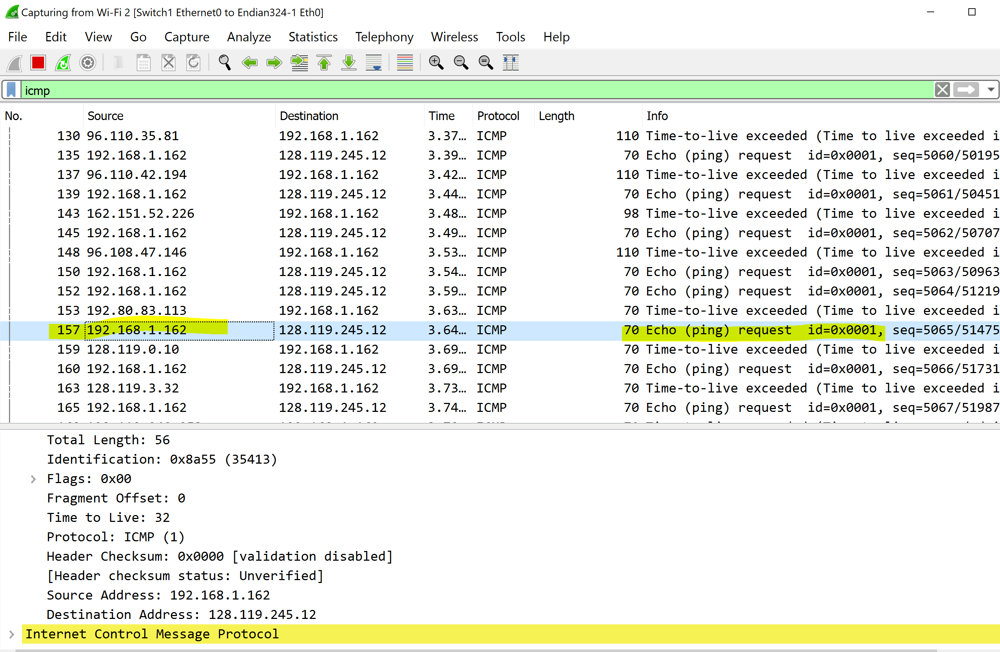 Capturing from Wi-Fi 2 [Switch1 Ethernet0 to Endian324-1 Eth0]
File Edit View Go Capture Analyze Statistics Telephony Wireless Tools Help
icmp
No. Source Destination Time Protocol Length Info
130 96.110.35.81 192.168.1.162 3.37… ICMP 110 Time-to-live exceeded (Time to live exceeded i
135 192.168.1.162 128.119.245.12 3.39… ICMP 70 Echo (ping) request id=0x0001, seq=5060/50195
137 96.110.42.194 192.168.1.162 3.42… ICMP 110 Time-to-live exceeded (Time to live exceeded i
139 192.168.1.162 128.119.245.12 3.44… ICMP 70 Echo (ping) request id=0x0001, seq=5061/50451
143 162.151.52.226 192.168.1.162 3.48… ICMP 98 Time-to-live exceeded (Time to live exceeded i
145 192.168.1.162 128.119.245.12 3.49… ICMP 70 Echo (ping) request id=0x0001, seq=5062/50707
148 96.108.47.146 192.168.1.162 3.53… ICMP 110 Time-to-live exceeded (Time to live exceeded i
150 192.168.1.162 128.119.245.12 3.54… ICMP 70 Echo (ping) request id=0x0001, seq=5063/50963
152 192.168.1.162 128.119.245.12 3.59… ICMP 70 Echo (ping) request id=0x0001, seq=5064/51219
153 192.80.83.113 192.168.1.162 3.63… ICMP 70 Time-to-live exceeded (Time to live exceeded i
157 192.168.1.162 128.119.245.12 3.64… ICMP 70 Echo (ping) request id=0x0001, seq=5065/51475
159 128.119.0.10 192.168.1.162 3.69… ICMP 70 Time-to-live exceeded (Time to live exceeded i
160 192.168.1.162 128.119.245.12 3.69… ICMP 70 Echo (ping) request id=0x0001, seq=5066/51731
163 128.119.3.32 192.168.1.162 3.73… ICMP 70 Time-to-live exceeded (Time to live exceeded i
165 192.168.1.162 128.119.245.12 3.74… ICMP 70 Echo (ping) request id=0x0001, seq=5067/51987
Total Length: 56
Identification: 0x8a55 (35413)
Flags: 0x00
Fragment Offset: 0
Time to Live: 32
Protocol: ICMP (1)
Header Checksum: 0x0000 [validation disabled]
[Header checksum status: Unverified]
Source Address: 192.168.1.162
Destination Address: 128.119.245.12
Internet Control Message Protocol